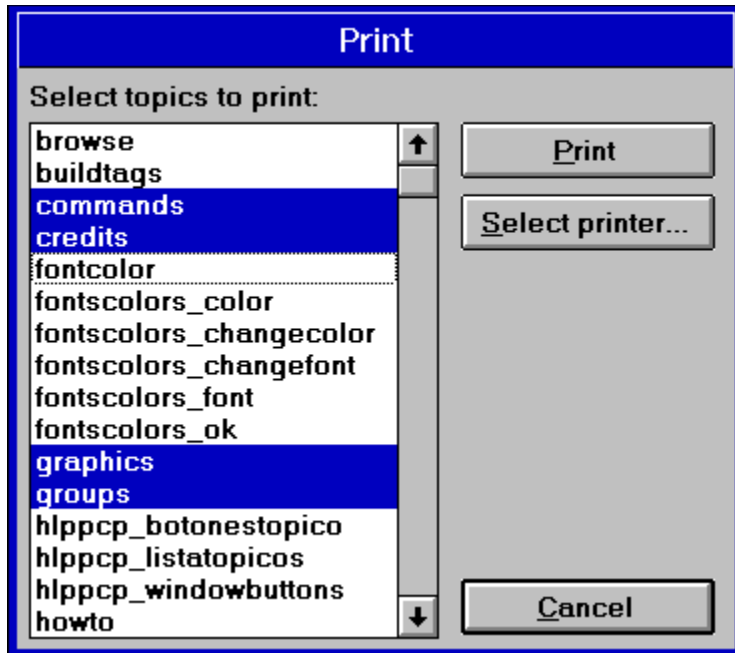 Print
Select topics to print:
browse
buildtags
commands
credits
fontcolor
fontscolors_color
fontscolors_changecolor
fontscolors_changefont
fontscolors_font
fontscolors_ok
graphics
groups
hlppcp_botonestopico
hlppcp_listatopicos
hlppcp_windowbuttons
howto
Print
Select printer...
Cancel